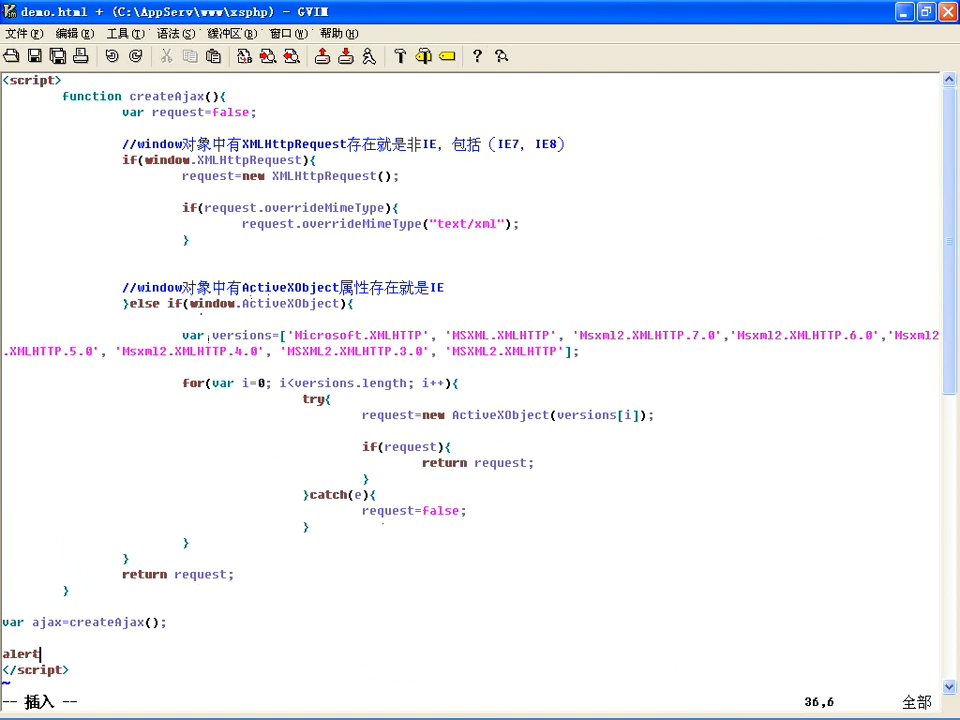 demo.html + (C:\AppServ\www\xsphp) - GVIM
文件(F) 编辑(E) 工具(T) 语法(S) 缓冲区(B) 窗口(W) 帮助(H)
<script>
function createAjax(){
var request=false;
//window对象中有XMLHttpRequest存在就是非IE，包括（IE7，IE8）
if(window.XMLHttpRequest){
request=new XMLHttpRequest();
if(request.overrideMimeType){
request.overrideMimeType("text/xml");
}
//window对象中有ActiveXObject属性存在就是IE
}else if(window.ActiveXObject){
var versions=['Microsoft.XMLHTTP', 'MSXML.XMLHTTP', 'Msxml2.XMLHTTP.7.0','Msxml2.XMLHTTP.6.0','Msxml2
.XMLHTTP.5.0', 'Msxml2.XMLHTTP.4.0', 'MSXML2.XMLHTTP.3.0', 'MSXML2.XMLHTTP'];
for(var i=0; i<versions.length; i++){
try{
request=new ActiveXObject(versions[i]);
if(request){
return request;
}
}catch(e){
request=false;
}
}
}
return request;
}
var ajax=createAjax();
alert
</script>
~
-- 插入 -- 36,6 全部